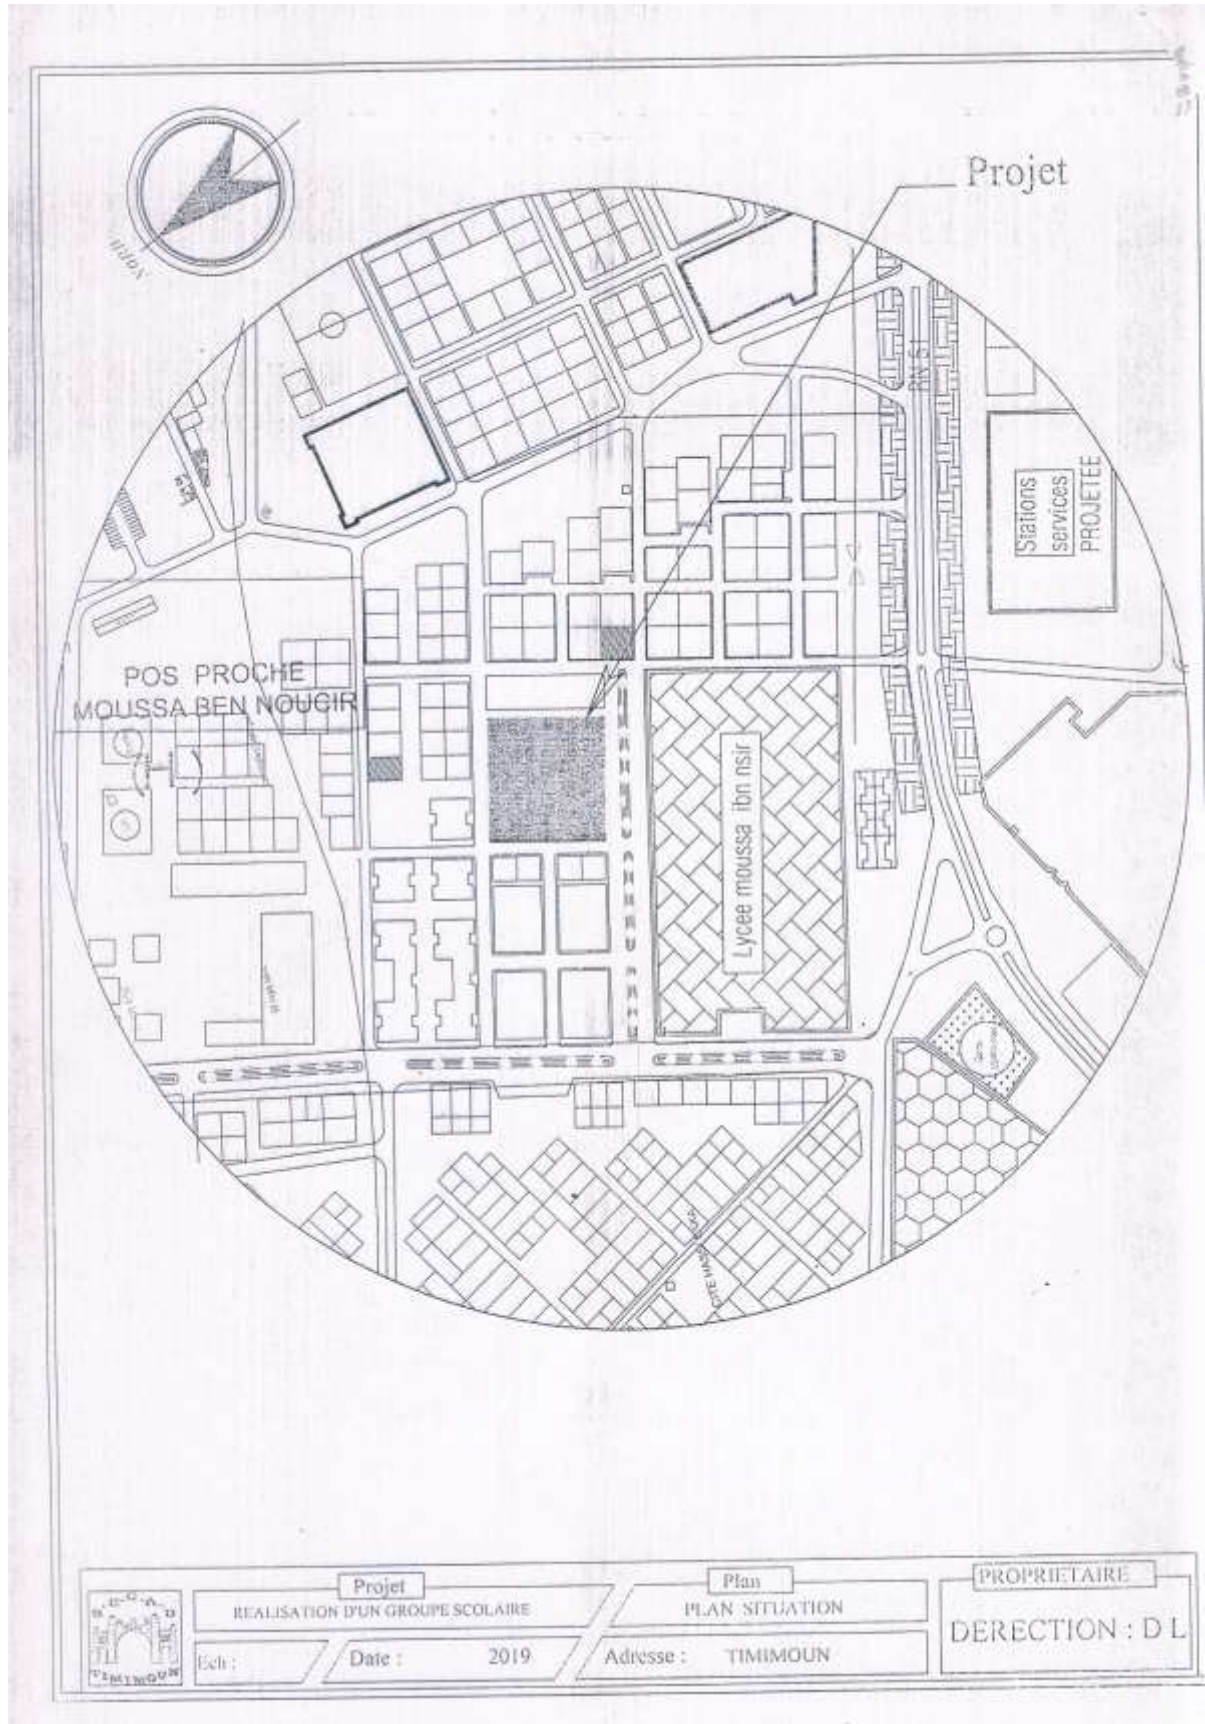 Projet
RN 51
Stations
services
PROJETEE
POS PROCHE
MOUSSA BEN NOUCIR
Lycee moussa ibn nsir
Projet
REALISATION D'UN GROUPE SCOLAIRE
Plan
PLAN SITUATION
PROPRIETAIRE
DERECTION : D L
Ech :
Date : 2019
Adresse : TIMIMOUN
TIMIMOUN